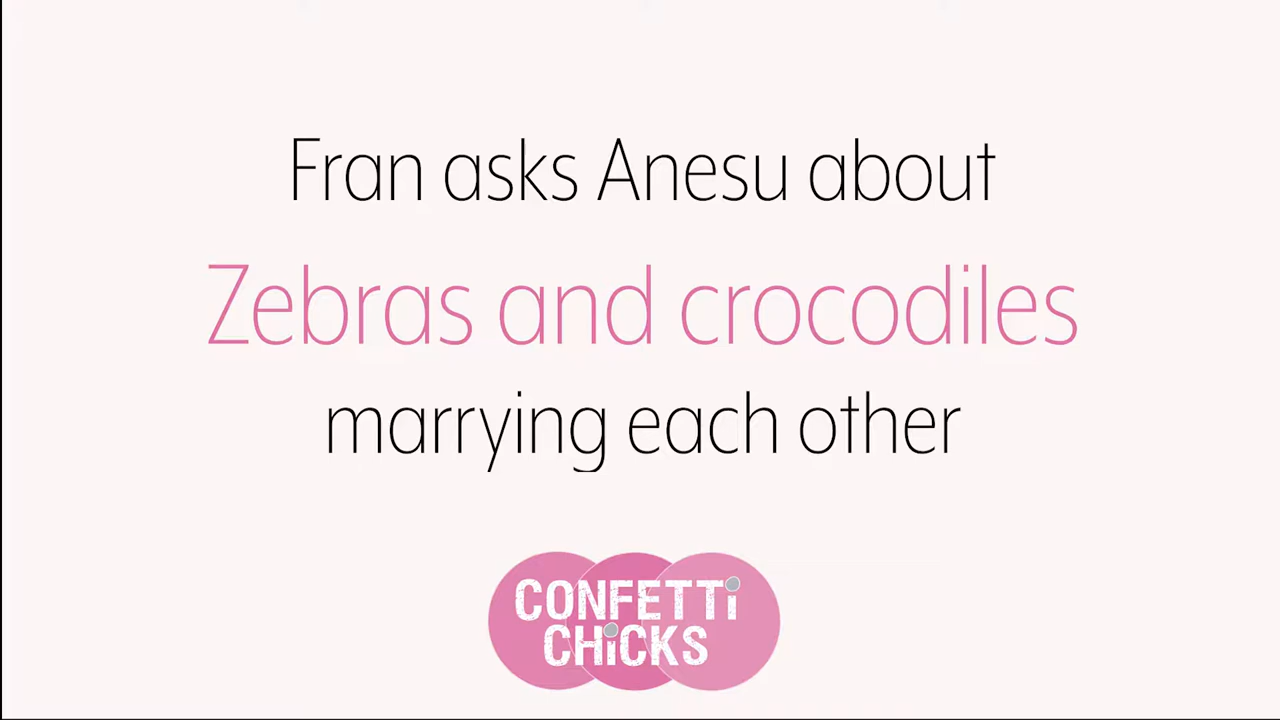 Fran asks Anesu about
Zebras and crocodiles
marrying each other
CONFETTi
CHiCKS